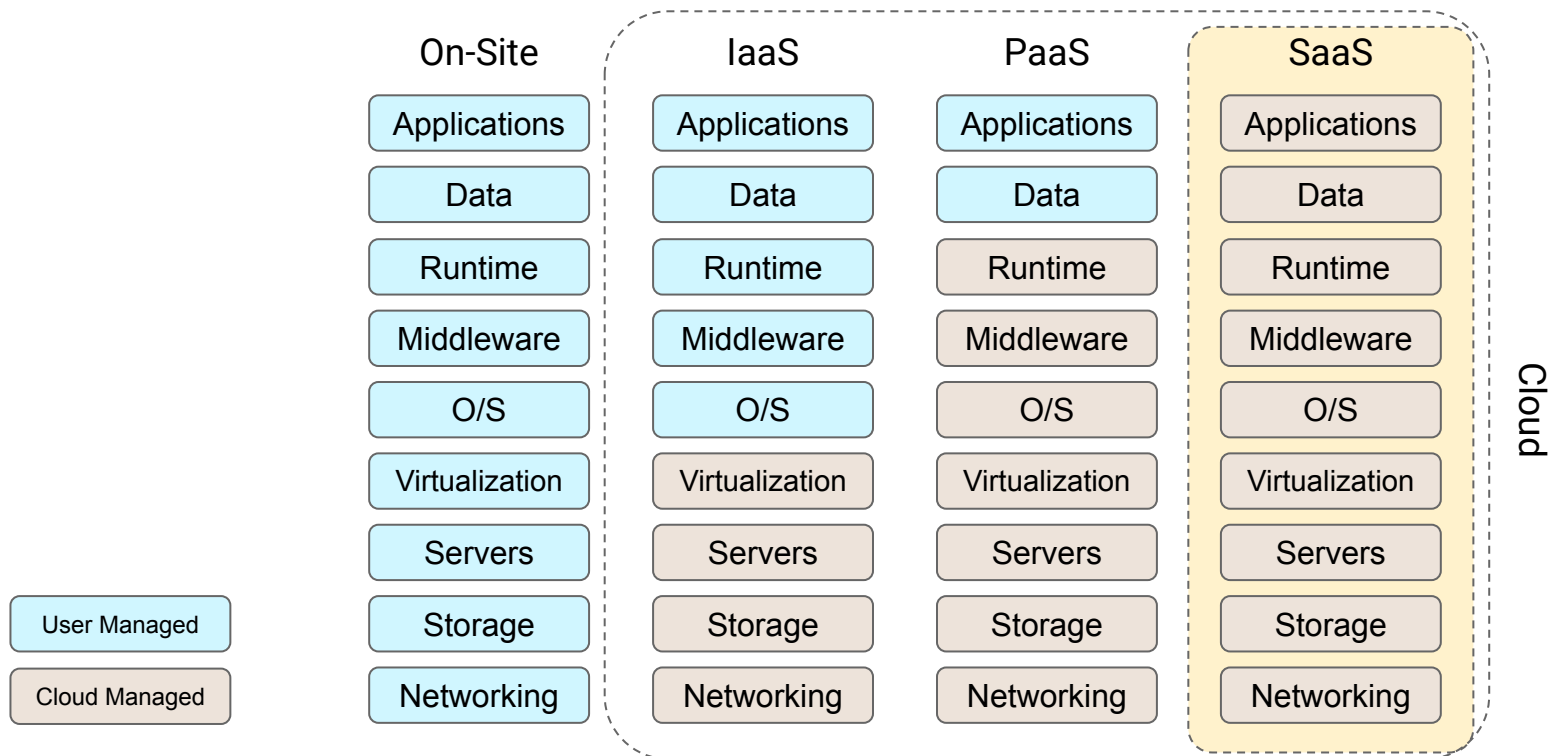 On-Site
IaaS
PaaS
SaaS
Applications
Applications
Applications
Applications
Data
Data
Data
Data
Runtime
Runtime
Runtime
Runtime
Middleware
Middleware
Middleware
Middleware
O/S
O/S
O/S
O/S
Cloud
Virtualization
Virtualization
Virtualization
Virtualization
Servers
Servers
Servers
Servers
User Managed
Storage
Storage
Storage
Storage
Cloud Managed
Networking
Networking
Networking
Networking